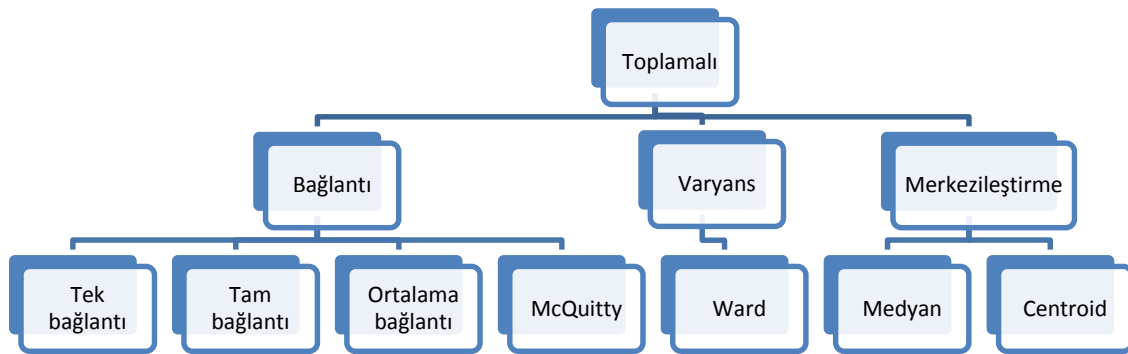 Toplamalı
Bağlantı
Varyans
Merkezileştirme
Tek
bağlantı
Tam
bağlantı
Ortalama
bağlantı
McQuitty
Ward
Medyan
Centroid